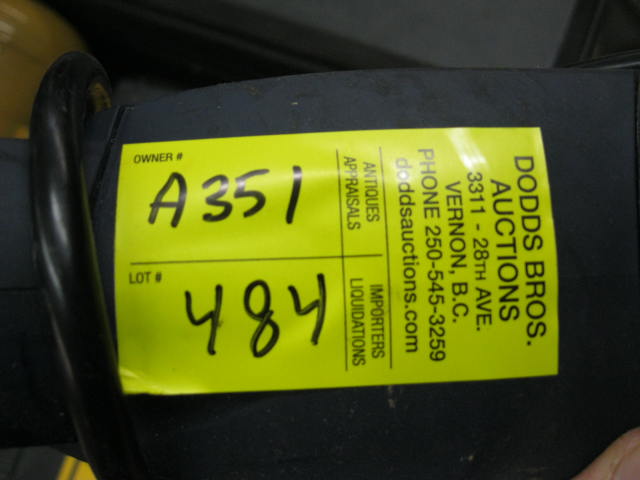 DODDS BROS.
AUCTIONS
3311 - 28TH AVE.
VERNON, B.C.
PHONE 250-545-3259
doddsauctions.com
ANTIQUES
APPRAISALS
IMPORTERS
LIQUIDATIONS
OWNER #
A351
LOT #
484